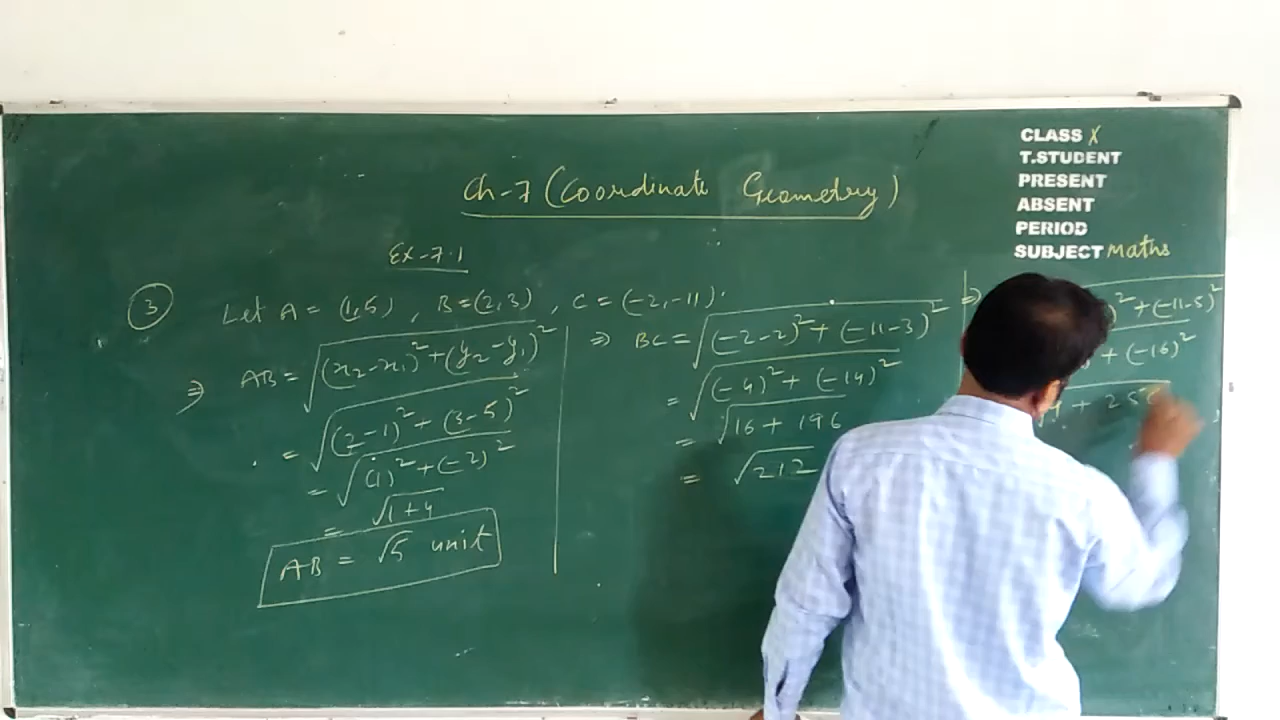 CLASS X
T.STUDENT
PRESENT
ABSENT
PERIOD
SUBJECT Maths
Ch-7 (Coordinate Geometry)
Ex-7.1
③ Let A = (1,5), B=(2,3), C = (-2,-11).
⇒ AB = √(x₂-x₁)² + (y₂-y₁)²
= √(2-1)² + (3-5)²
= √(1)² + (-2)²
= √1+4
AB = √5 unit
⇒ BC = √(-2-2)² + (-11-3)²
= √(-4)² + (-14)²
= √16 + 196
= √212
⇒ )² + (-11-5)²
+ (-16)²
√9 + 25